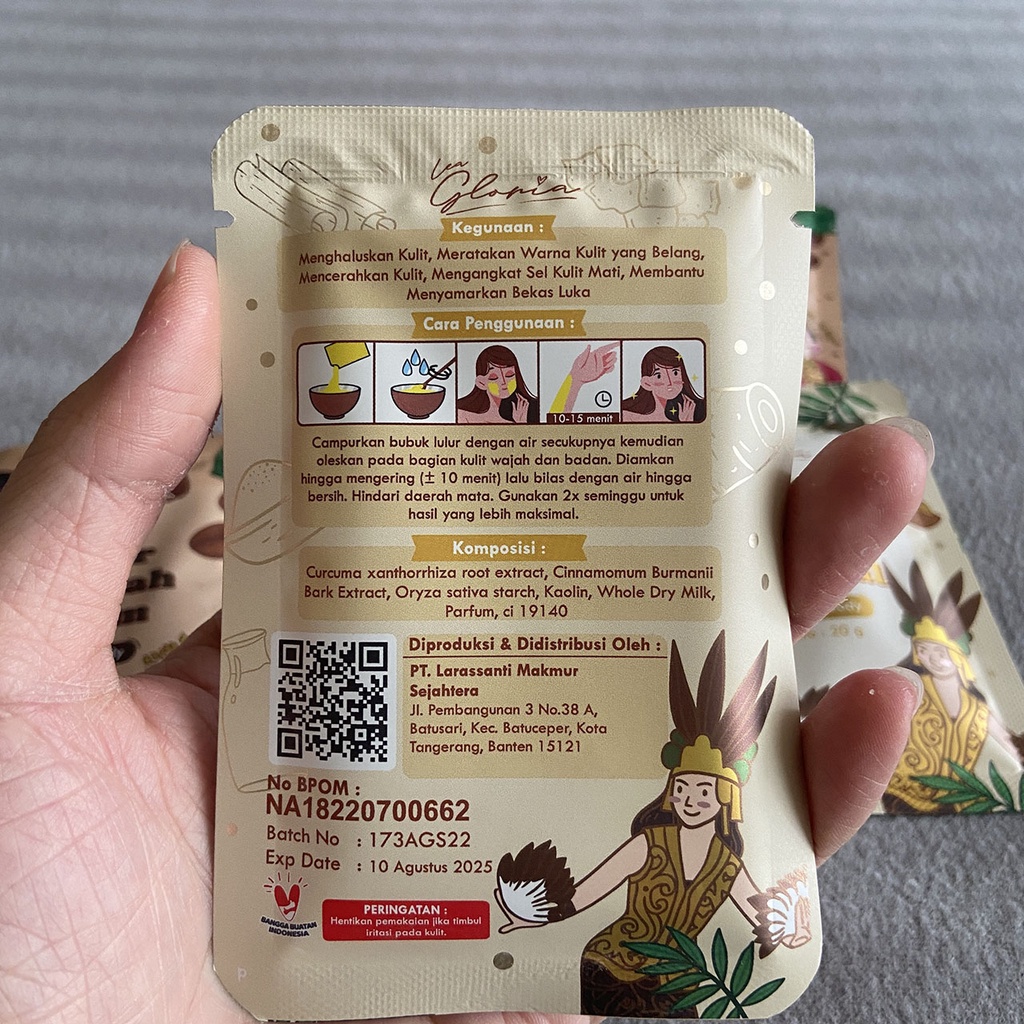 Lea
Gloria
Kegunaan :
Menghaluskan Kulit, Meratakan Warna Kulit yang Belang,
Mencerahkan Kulit, Mengangkat Sel Kulit Mati, Membantu
Menyamarkan Bekas Luka
Cara Penggunaan :
10-15 menit
Campurkan bubuk lulur dengan air secukupnya kemudian
oleskan pada bagian kulit wajah dan badan. Diamkan
hingga mengering (± 10 menit) lalu bilas dengan air hingga
bersih. Hindari daerah mata. Gunakan 2x seminggu untuk
hasil yang lebih maksimal.
Komposisi :
Curcuma xanthorrhiza root extract, Cinnamomum Burmanii
Bark Extract, Oryza sativa starch, Kaolin, Whole Dry Milk,
Parfum, ci 19140
Diproduksi & Didistribusi Oleh :
PT. Larassanti Makmur
Sejahtera
Jl. Pembangunan 3 No.38 A,
Batusari, Kec. Batuceper, Kota
Tangerang, Banten 15121
No BPOM :
NA18220700662
Batch No : 173AGS22
Exp Date : 10 Agustus 2025
BANGGA BUATAN
INDONESIA
PERINGATAN :
Hentikan pemakaian jika timbul
iritasi pada kulit.
P
20 g